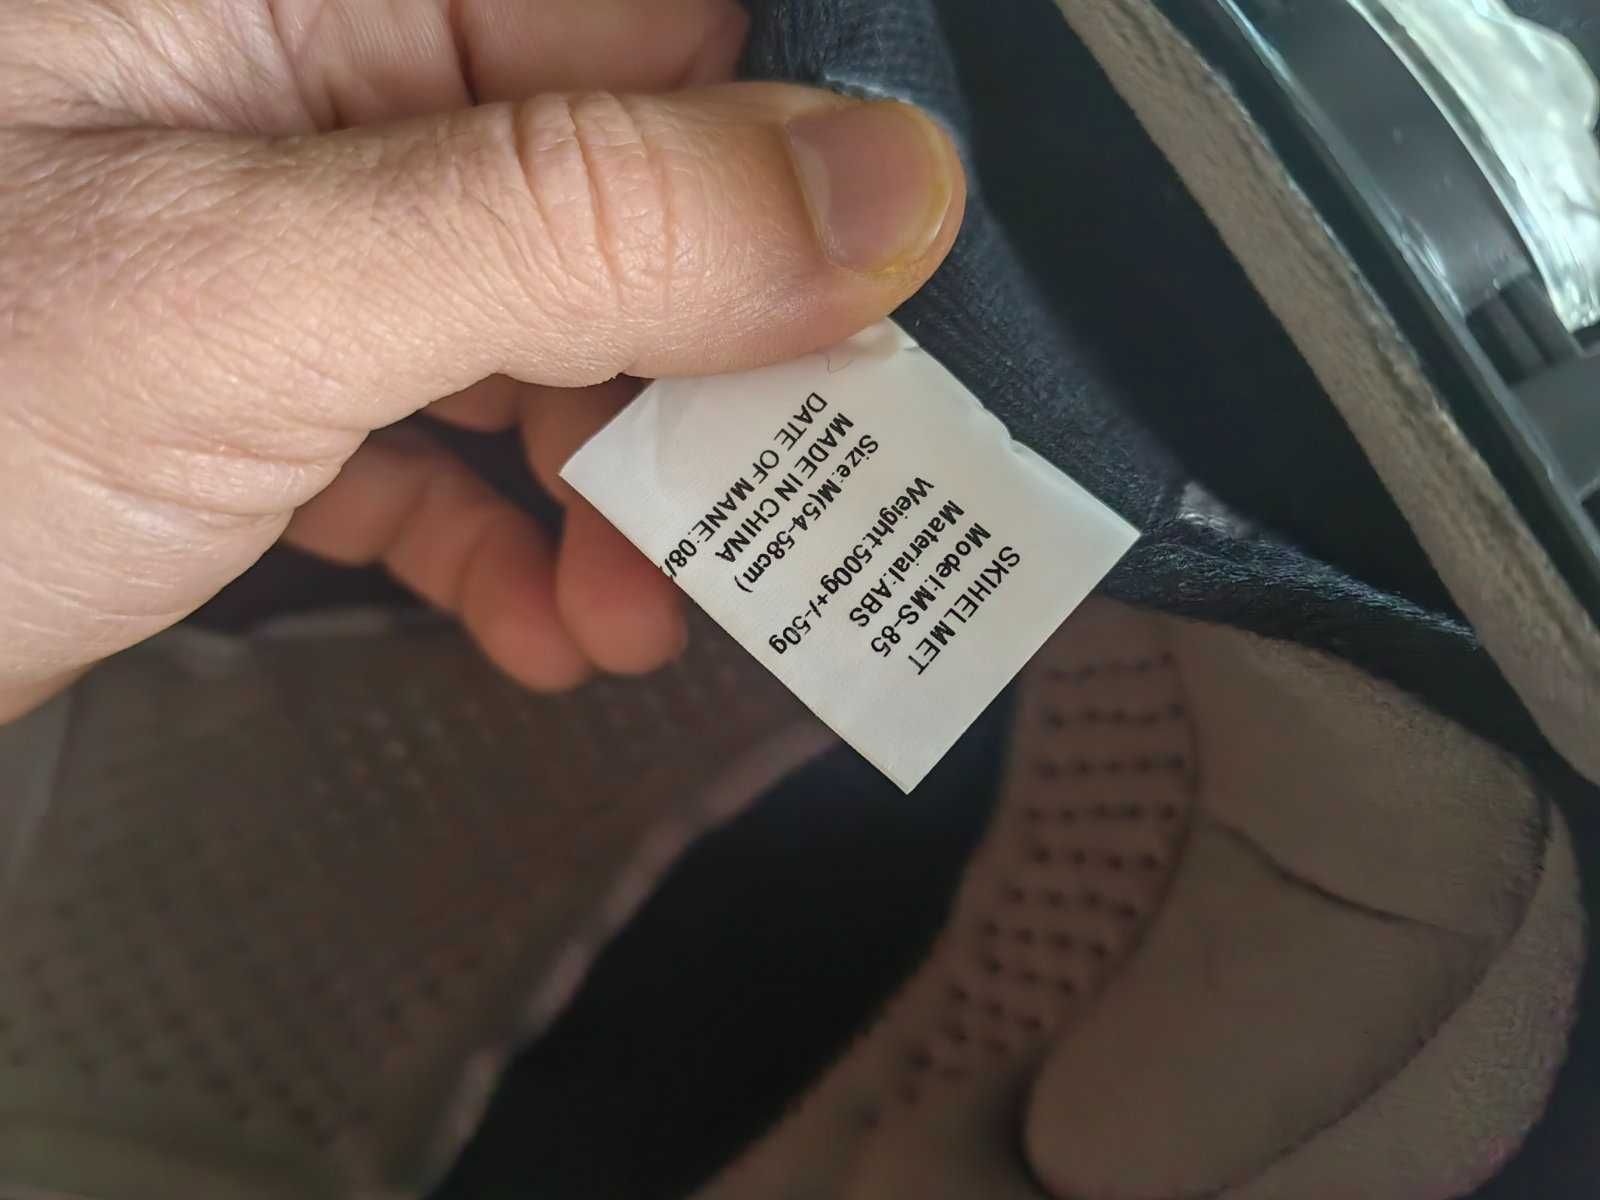 SKIHELMET
Model:MS-85
Material:ABS
Weight:500g+/-50g
Size:M(54-58cm)
MADE IN CHINA
DATE OF MANE:08/